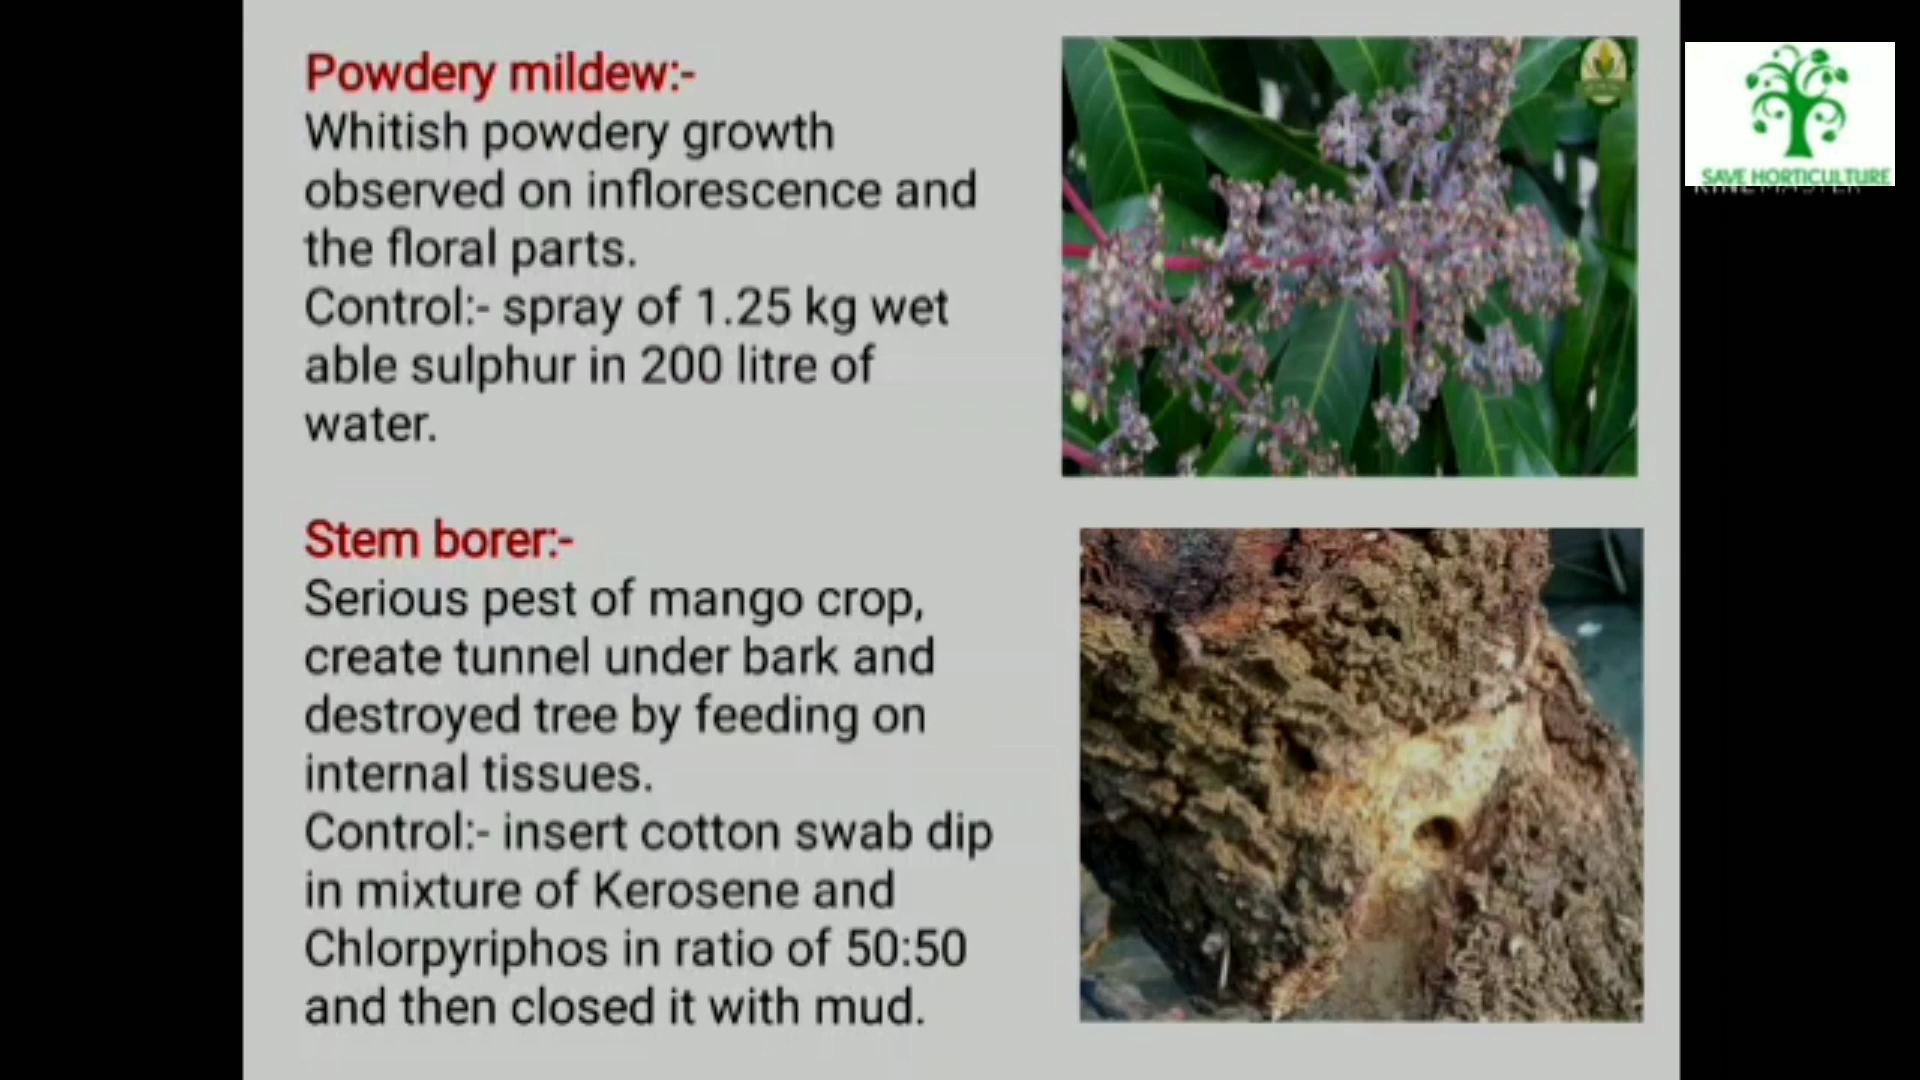 Powdery mildew:-
Whitish powdery growth
observed on inflorescence and
the floral parts.
Control:- spray of 1.25 kg wet
able sulphur in 200 litre of
water.
Stem borer:-
Serious pest of mango crop,
create tunnel under bark and
destroyed tree by feeding on
internal tissues.
Control:- insert cotton swab dip
in mixture of Kerosene and
Chlorpyriphos in ratio of 50:50
and then closed it with mud.
SAVE HORTICULTURE